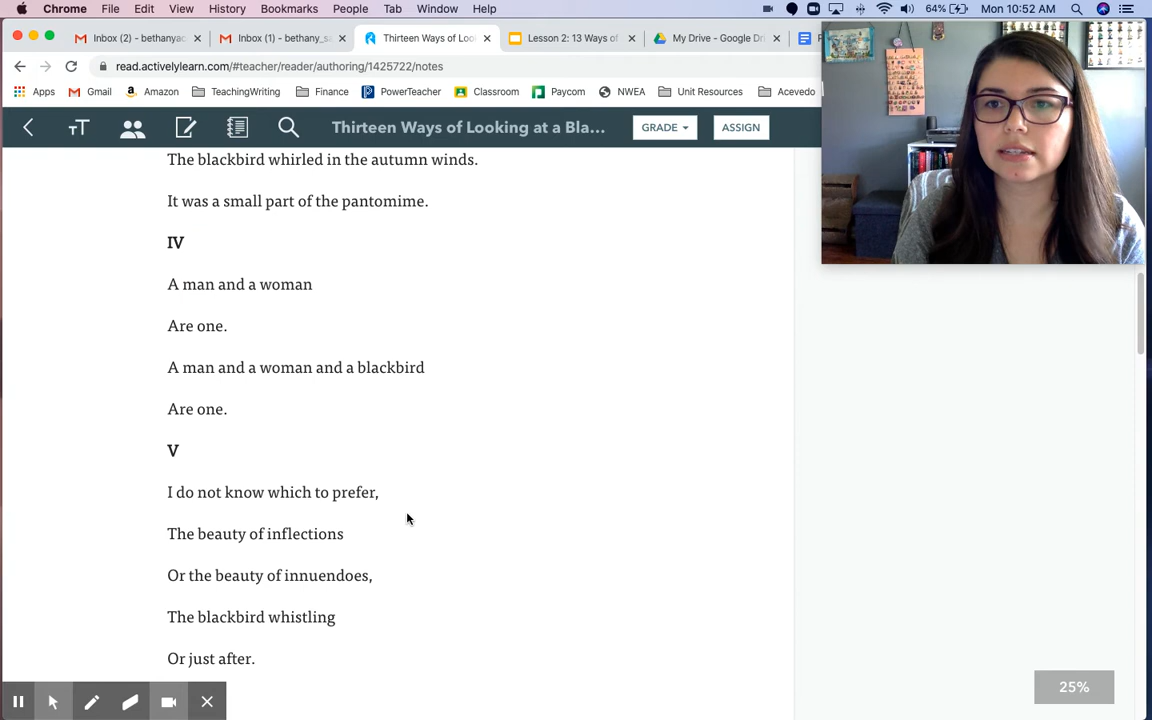 Chrome File Edit View History Bookmarks People Tab Window Help 64% Mon 10:52 AM
Inbox (2) - bethanyac Inbox (1) - bethany_s Thirteen Ways of Loo Lesson 2: 13 Ways of My Drive - Google Dri
read.activelylearn.com/#teacher/reader/authoring/1425722/notes
Apps Gmail Amazon TeachingWriting Finance PowerTeacher Classroom Paycom NWEA Unit Resources Acevedo
Thirteen Ways of Looking at a Bla... GRADE ASSIGN
The blackbird whirled in the autumn winds.
It was a small part of the pantomime.
IV
A man and a woman
Are one.
A man and a woman and a blackbird
Are one.
V
I do not know which to prefer,
The beauty of inflections
Or the beauty of innuendoes,
The blackbird whistling
Or just after.
25%